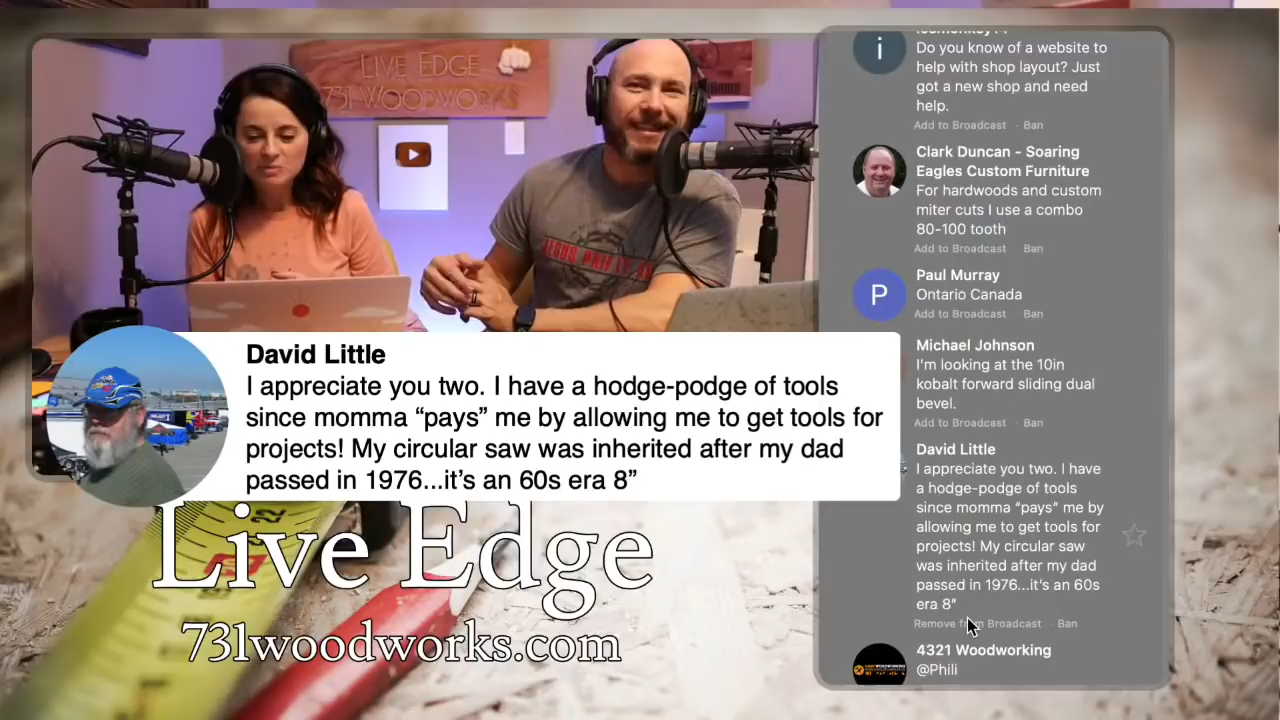 LIVE EDGE
731 WOODWORKS
JESUS PAID IT ALL
David Little
I appreciate you two. I have a hodge-podge of tools
since momma “pays” me by allowing me to get tools for
projects! My circular saw was inherited after my dad
passed in 1976...it’s an 60s era 8”
Live Edge
731woodworks.com
i
Do you know of a website to
help with shop layout? Just
got a new shop and need
help.
Add to Broadcast · Ban
Clark Duncan - Soaring
Eagles Custom Furniture
For hardwoods and custom
miter cuts I use a combo
80-100 tooth
Add to Broadcast Ban
P
Paul Murray
Ontario Canada
Add to Broadcast · Ban
Michael Johnson
I'm looking at the 10in
kobalt forward sliding dual
bevel.
Add to Broadcast · Ban
David Little
I appreciate you two. I have
a hodge-podge of tools
since momma “pays” me by
allowing me to get tools for
projects! My circular saw
was inherited after my dad
passed in 1976...it’s an 60s
era 8”
Remove from Broadcast · Ban
4321 Woodworking
@Phili